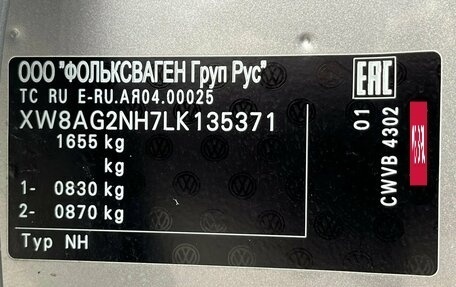 ООО "ФОЛЬКСВАГЕН Груп Рус"
TC RU E-RU.АЯ04.00025
XW8AG2NH7LK135371
1655 kg
kg
1- 0830 kg
2- 0870 kg
Typ NH
EAC
01
CWVB 4302